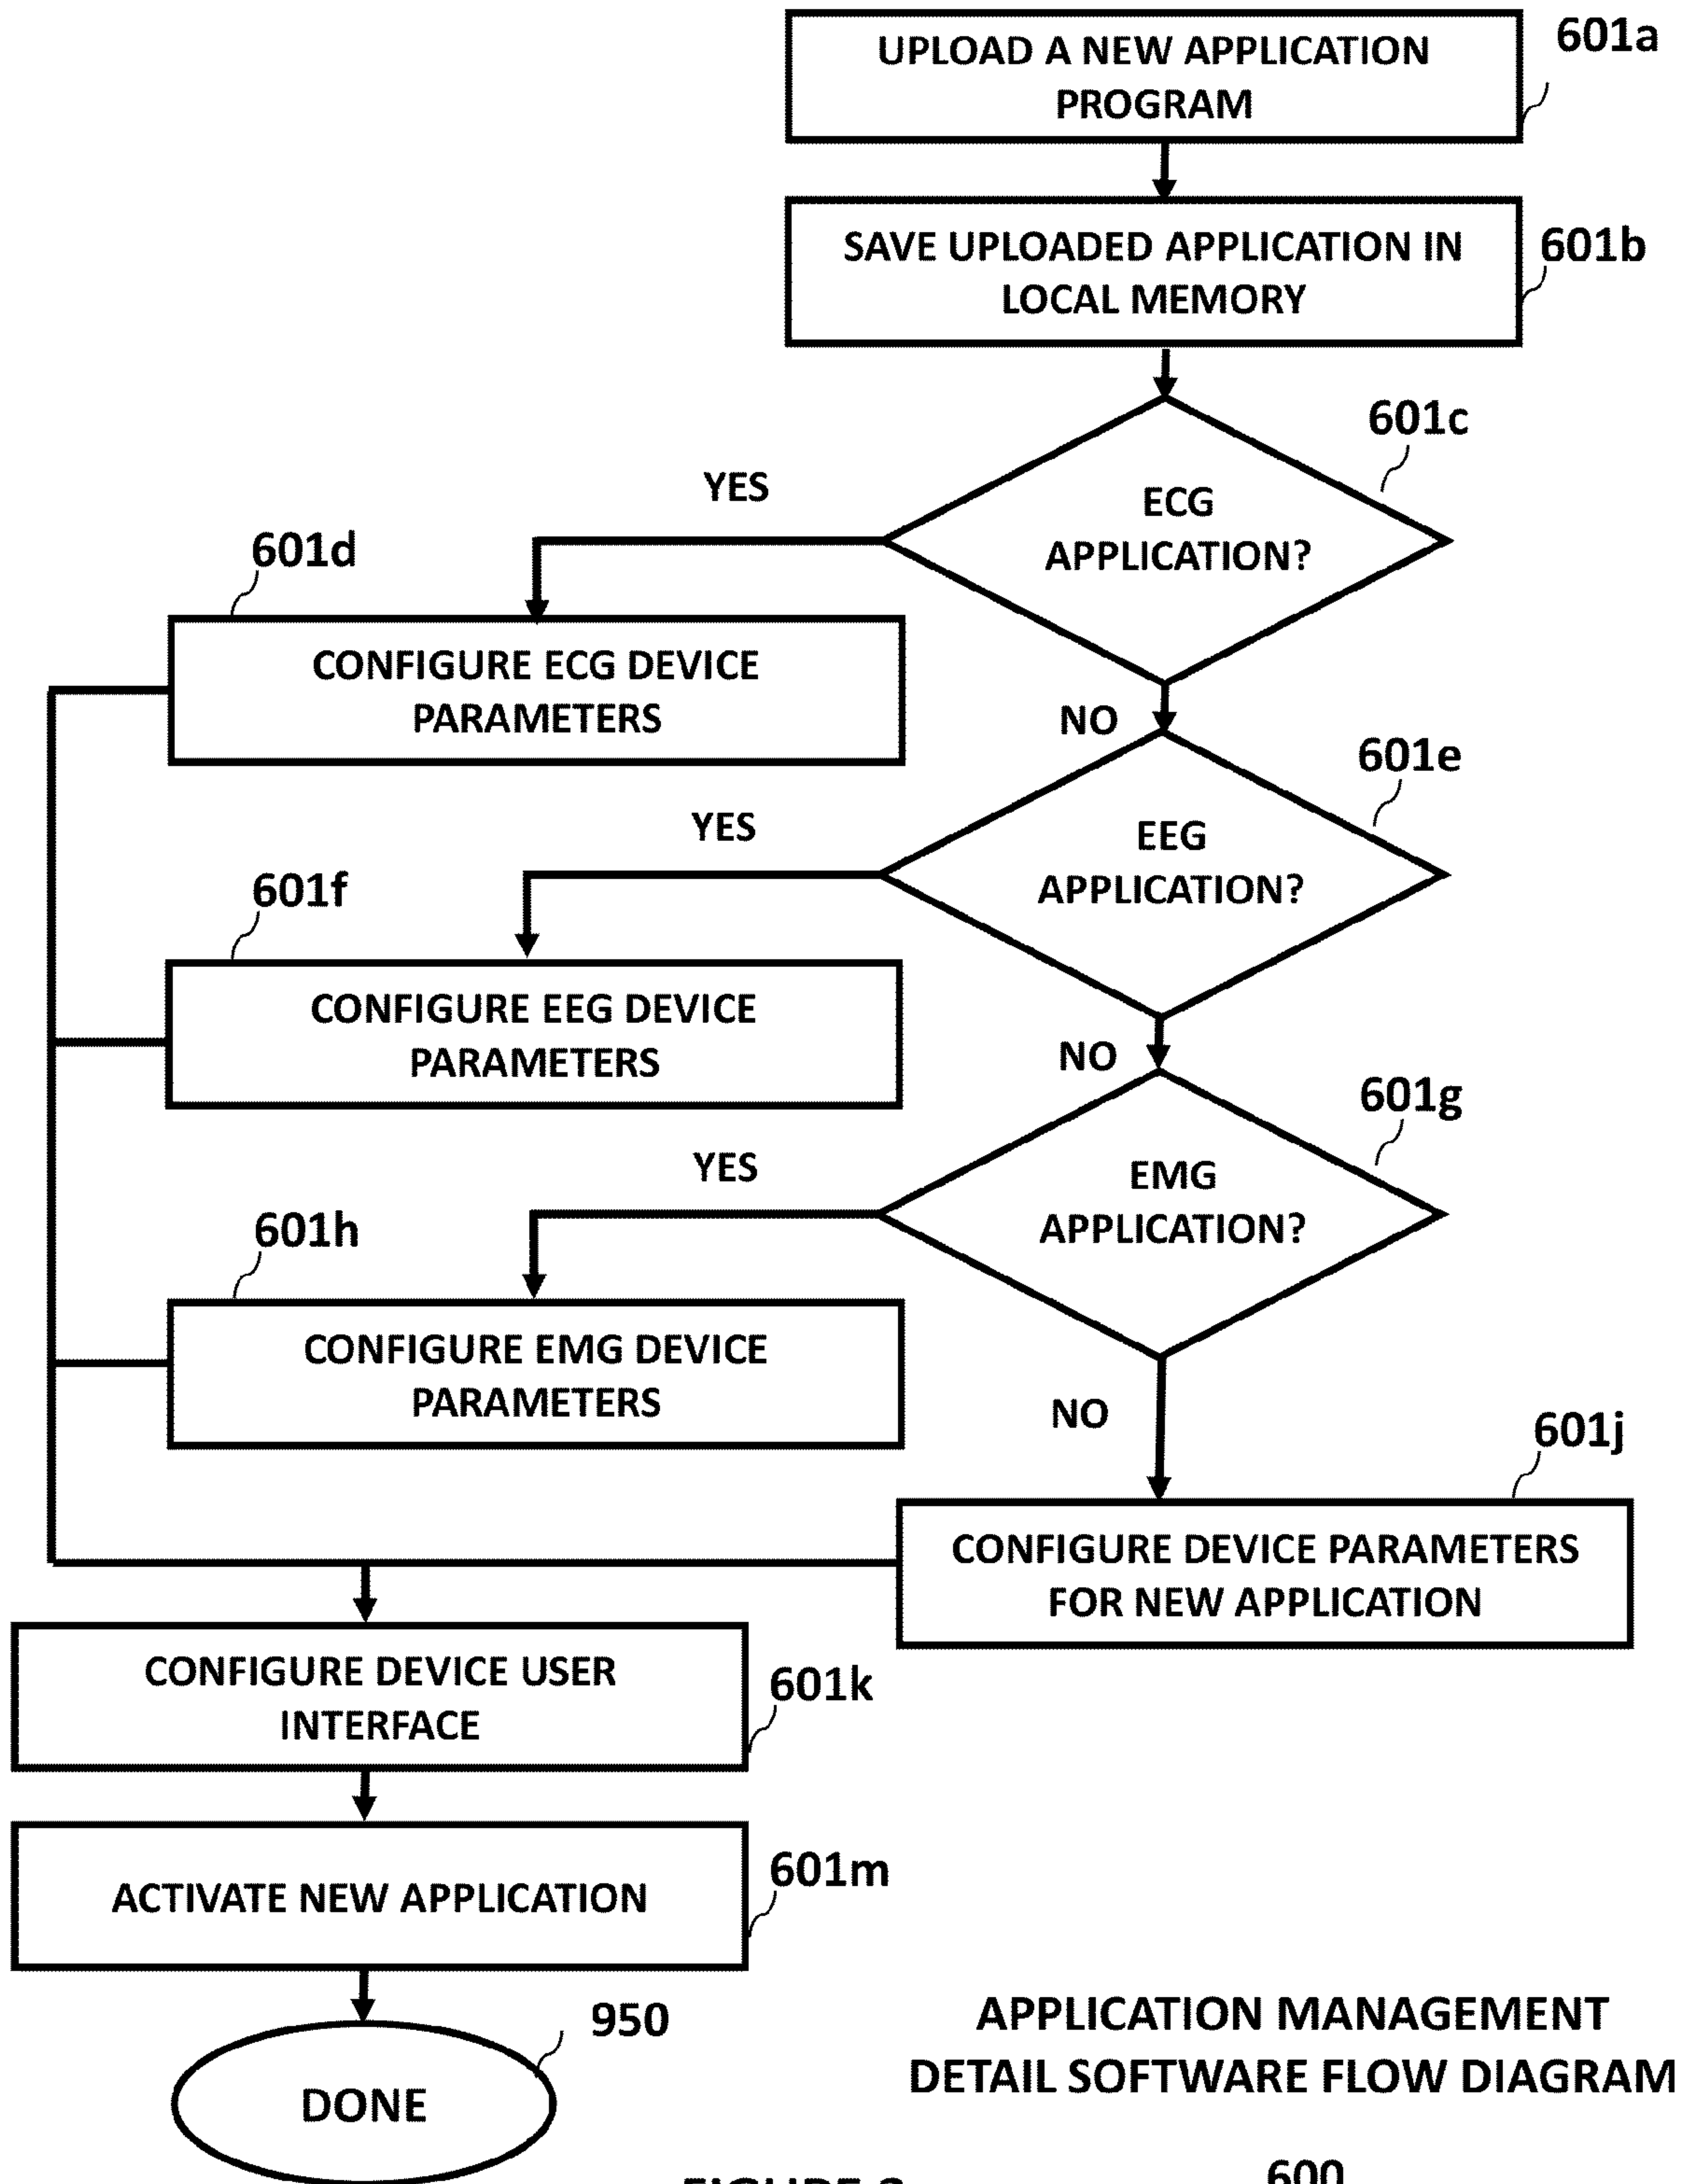 UPLOAD A NEW APPLICATION
PROGRAM
601a
SAVE UPLOADED APPLICATION IN
LOCAL MEMORY
601b
601c
ECG
APPLICATION?
YES
601d
CONFIGURE ECG DEVICE
PARAMETERS
NO
601e
EEG
APPLICATION?
YES
601f
CONFIGURE EEG DEVICE
PARAMETERS
NO
601g
EMG
APPLICATION?
YES
601h
CONFIGURE EMG DEVICE
PARAMETERS
NO
601j
CONFIGURE DEVICE PARAMETERS
FOR NEW APPLICATION
CONFIGURE DEVICE USER
INTERFACE
601k
ACTIVATE NEW APPLICATION
601m
950
DONE
APPLICATION MANAGEMENT
DETAIL SOFTWARE FLOW DIAGRAM
600
FIGURE